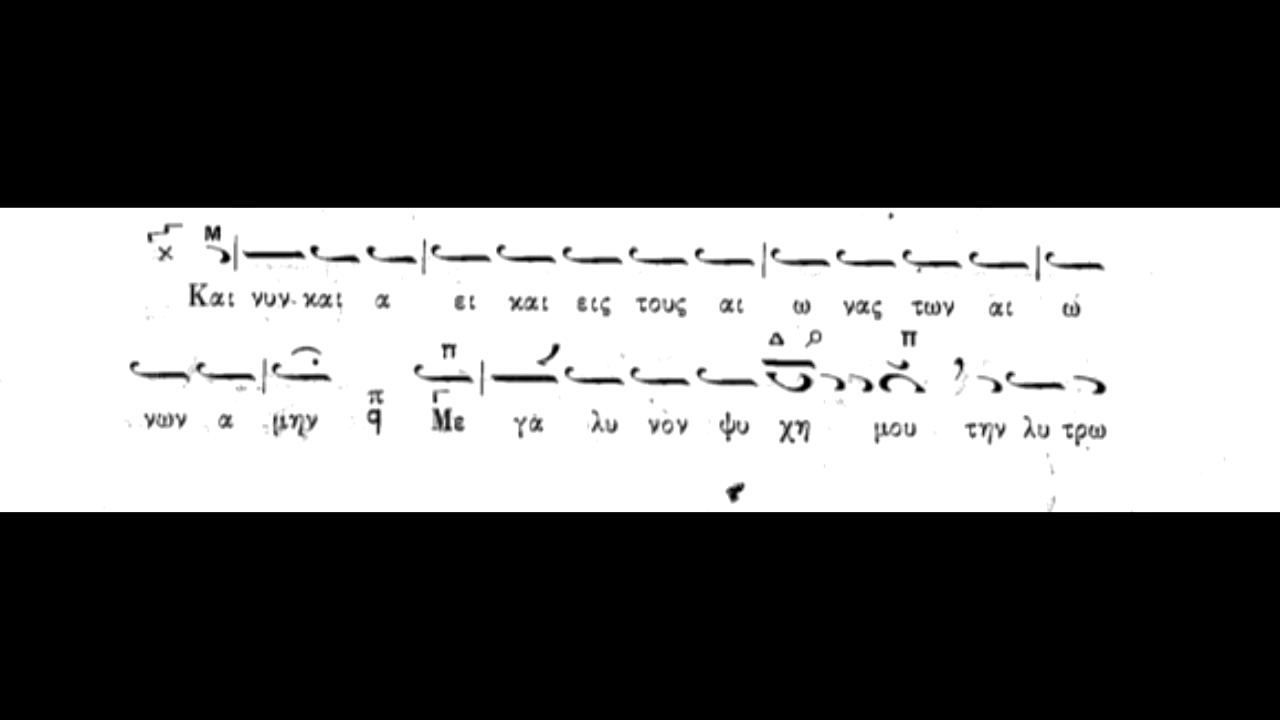 Μ
Και νυν και α ει και εις τους αι ω νας των αι ώ
Π Δ Π
νων α μην π q Με γά λυ νον ψυ χη μου την λυ τρω